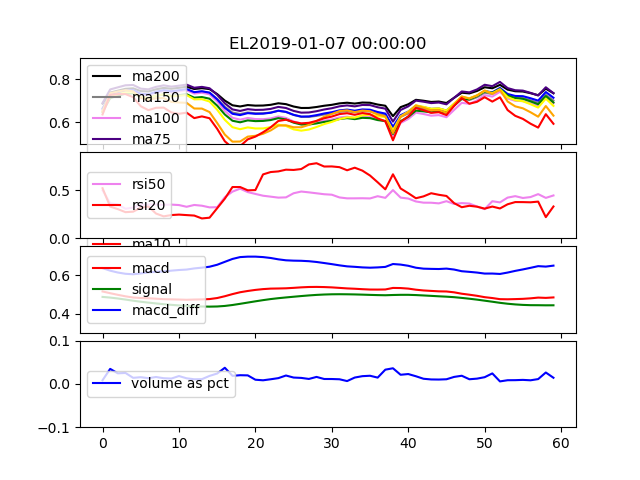 EL2019-01-07 00:00:00
0.8
0.6
ma200
ma150
ma100
ma75
0.5
0.0
rsi50
rsi20
ma10
0.6
0.4
macd
signal
macd_diff
0.1
0.0
−0.1
volume as pct
0 10 20 30 40 50 60